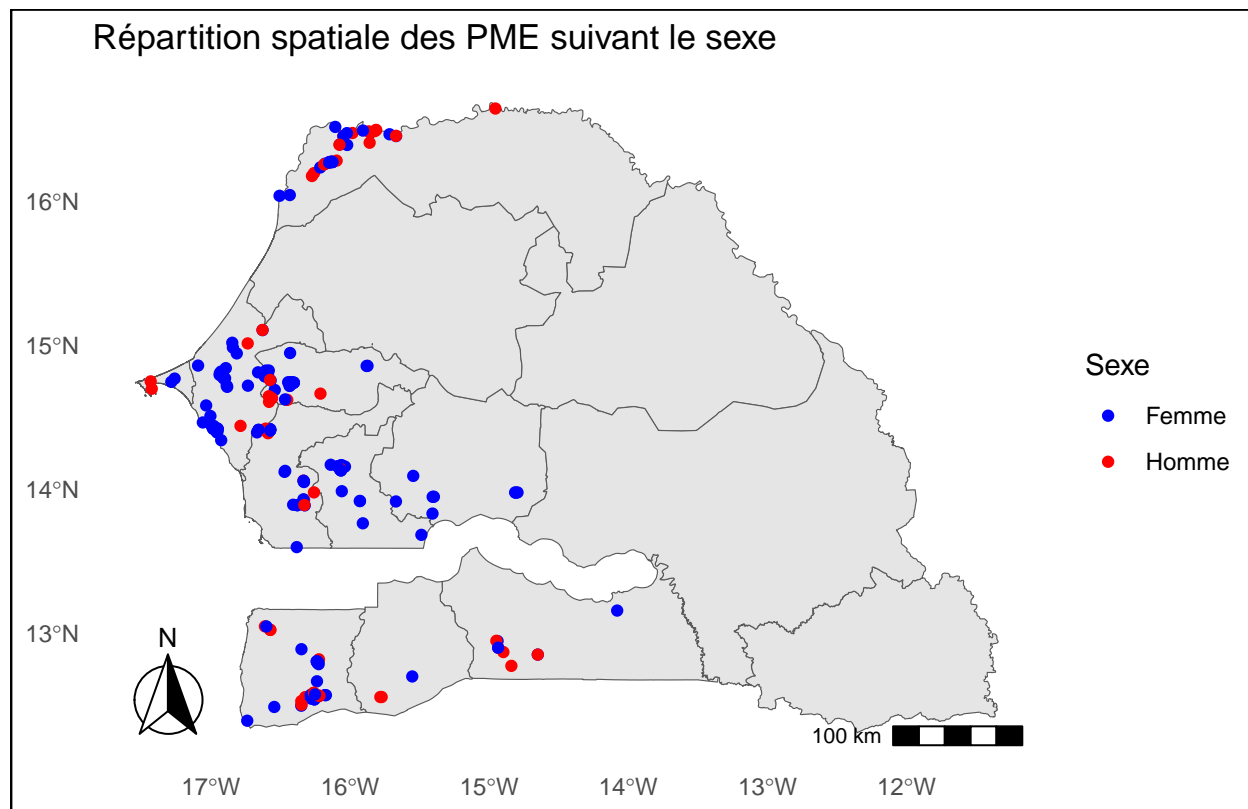 Répartition spatiale des PME suivant le sexe
16°N
15°N
14°N
13°N
Sexe
Femme
Homme
N
100 km
17°W
16°W
15°W
14°W
13°W
12°W